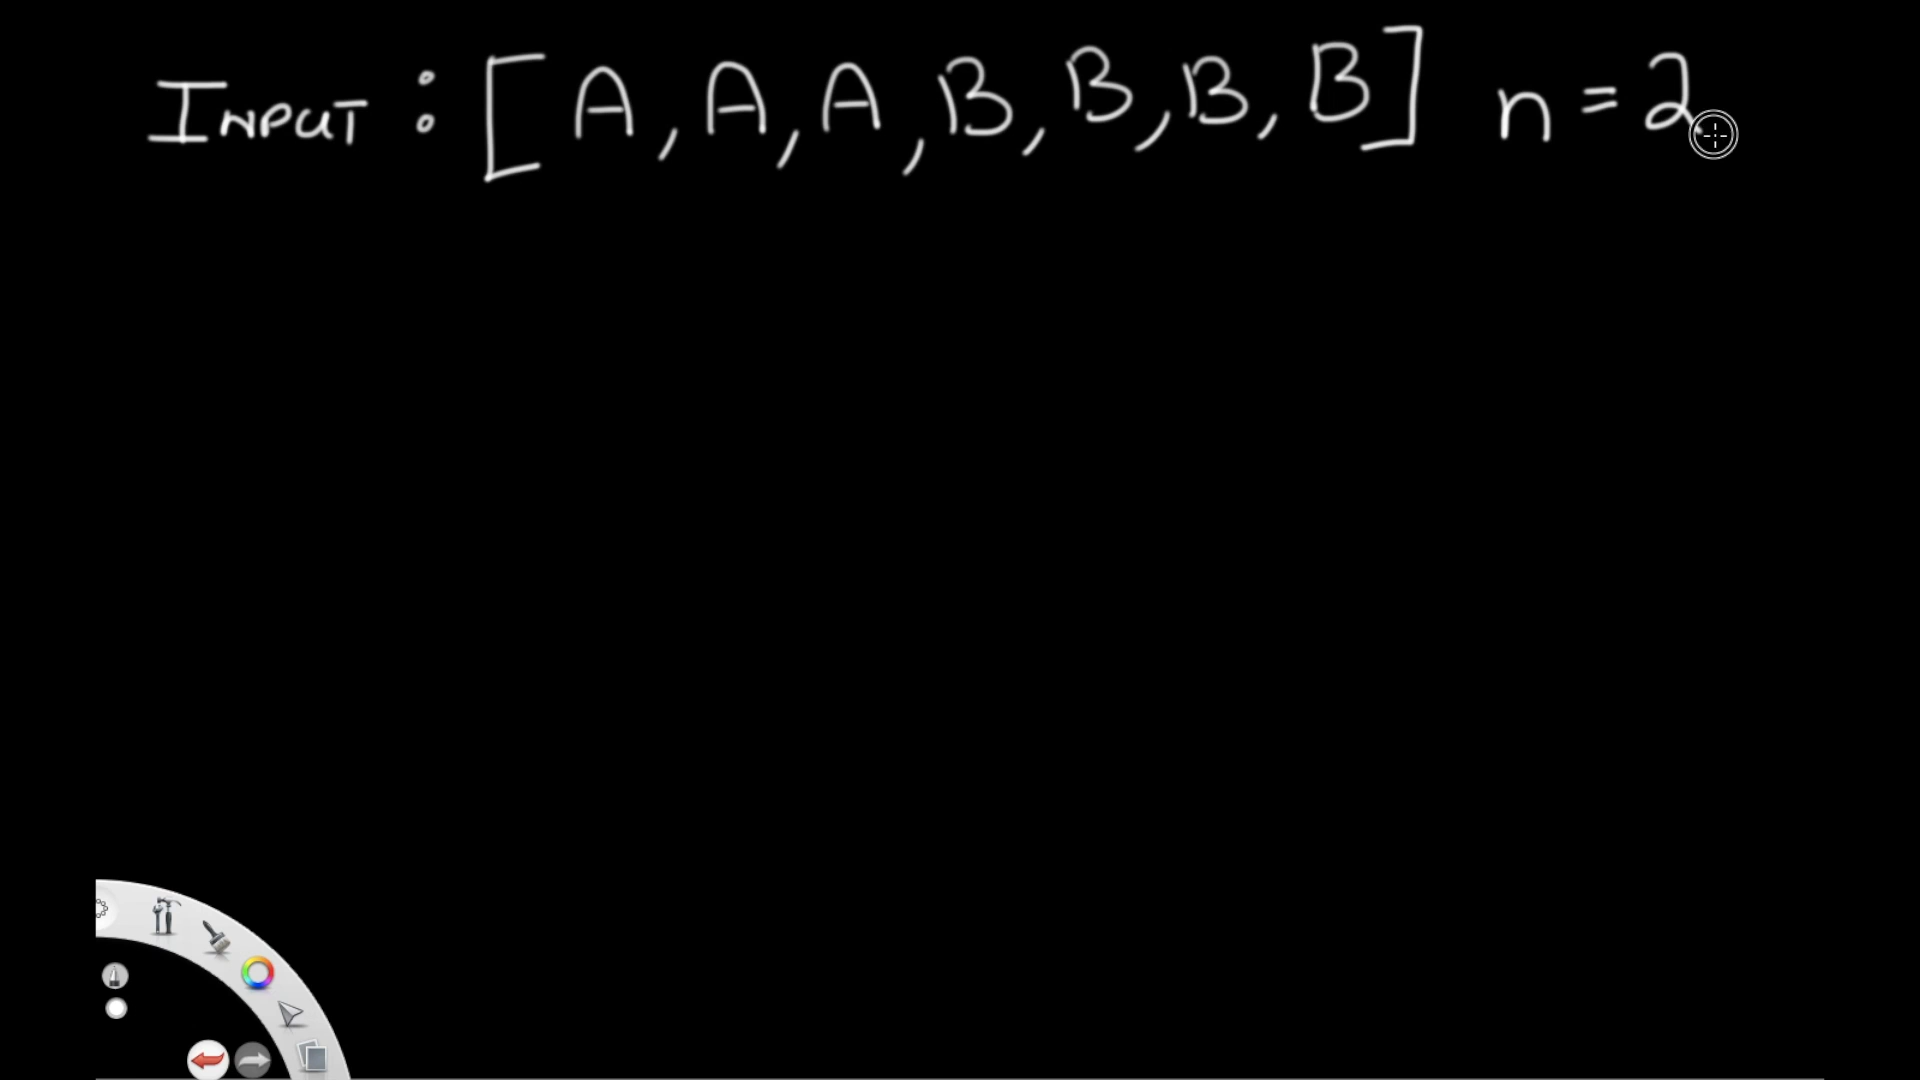 INPUT : [ A, A, A, B, B, B, B ] n = 2